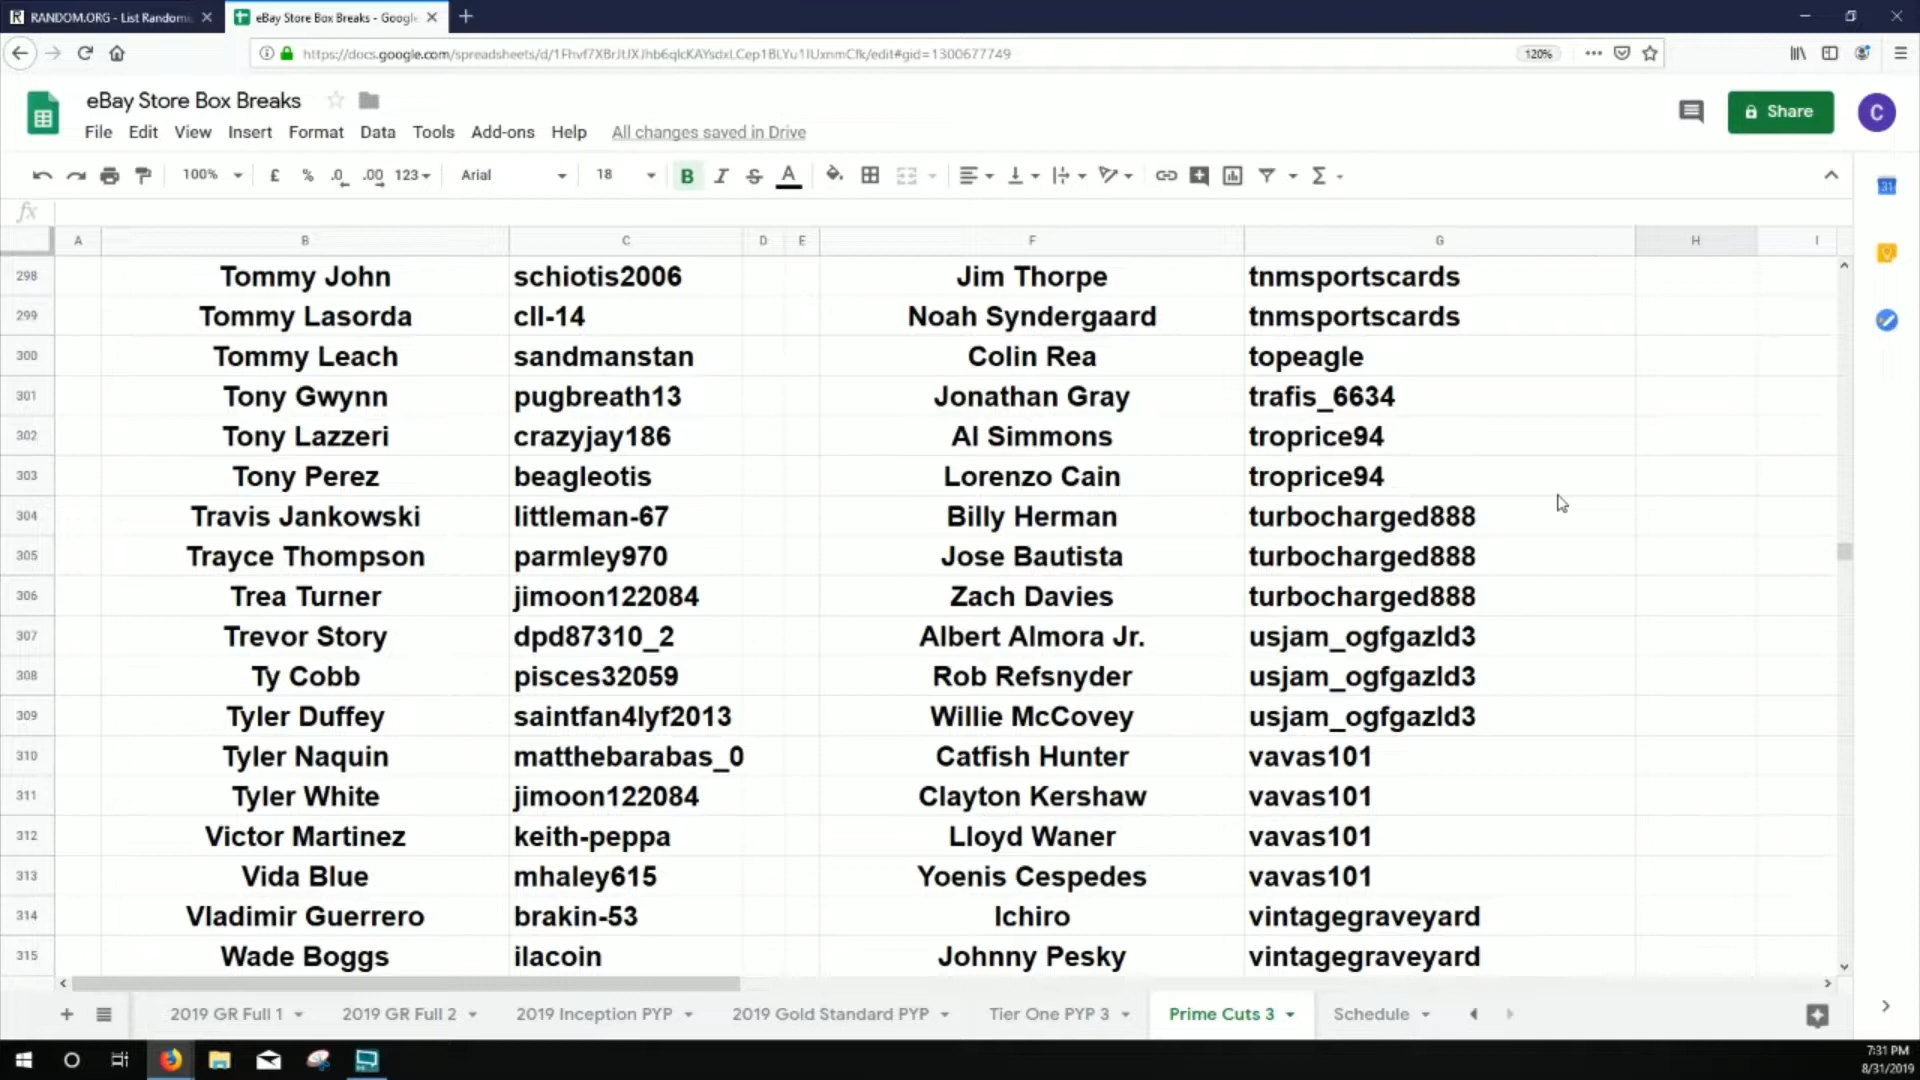 RANDOM.ORG - List Randomi
eBay Store Box Breaks - Google
docs.google.com
120%
eBay Store Box Breaks
File Edit View Insert Format Data Tools Add-ons Help All changes saved in Drive
Share
C
100% £ % .0 .00 123 Arial 18 B I S A
31
fx
A B C D E F G H I
298 Tommy John schiotis2006 Jim Thorpe tnmsportscards
299 Tommy Lasorda cll-14 Noah Syndergaard tnmsportscards
300 Tommy Leach sandmanstan Colin Rea topeagle
301 Tony Gwynn pugbreath13 Jonathan Gray trafis_6634
302 Tony Lazzeri crazyjay186 Al Simmons troprice94
303 Tony Perez beagleotis Lorenzo Cain troprice94
304 Travis Jankowski littleman-67 Billy Herman turbocharged888
305 Trayce Thompson parmley970 Jose Bautista turbocharged888
306 Trea Turner jimoon122084 Zach Davies turbocharged888
307 Trevor Story dpd87310_2 Albert Almora Jr. usjam_ogfgazld3
308 Ty Cobb pisces32059 Rob Refsnyder usjam_ogfgazld3
309 Tyler Duffey saintfan4lyf2013 Willie McCovey usjam_ogfgazld3
310 Tyler Naquin matthebarabas_0 Catfish Hunter vavas101
311 Tyler White jimoon122084 Clayton Kershaw vavas101
312 Victor Martinez keith-peppa Lloyd Waner vavas101
313 Vida Blue mhaley615 Yoenis Cespedes vavas101
314 Vladimir Guerrero brakin-53 Ichiro vintagegraveyard
315 Wade Boggs ilacoin Johnny Pesky vintagegraveyard
2019 GR Full 1 2019 GR Full 2 2019 Inception PYP 2019 Gold Standard PYP Tier One PYP 3 Prime Cuts 3 Schedule
7:31 PM
8/31/2019